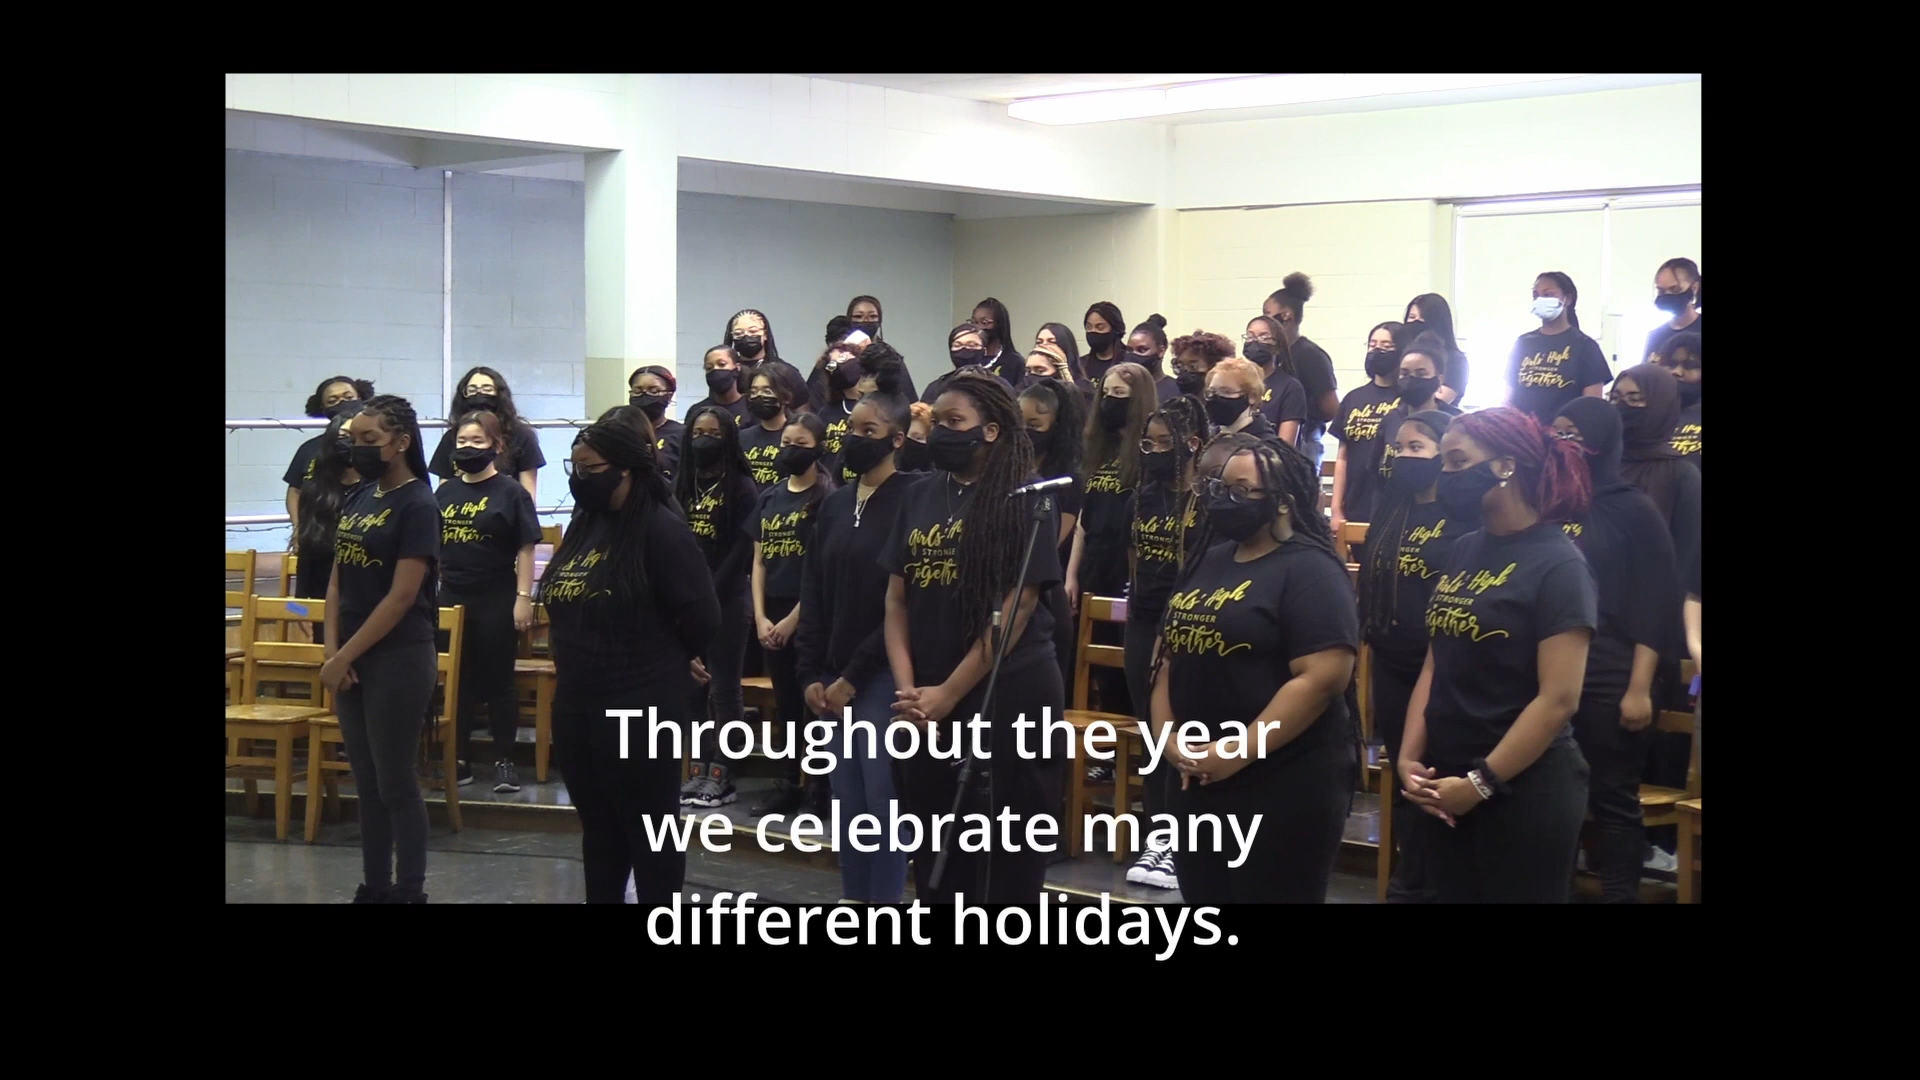 Girls' High
STRONGER
together
Throughout the year
we celebrate many
different holidays.